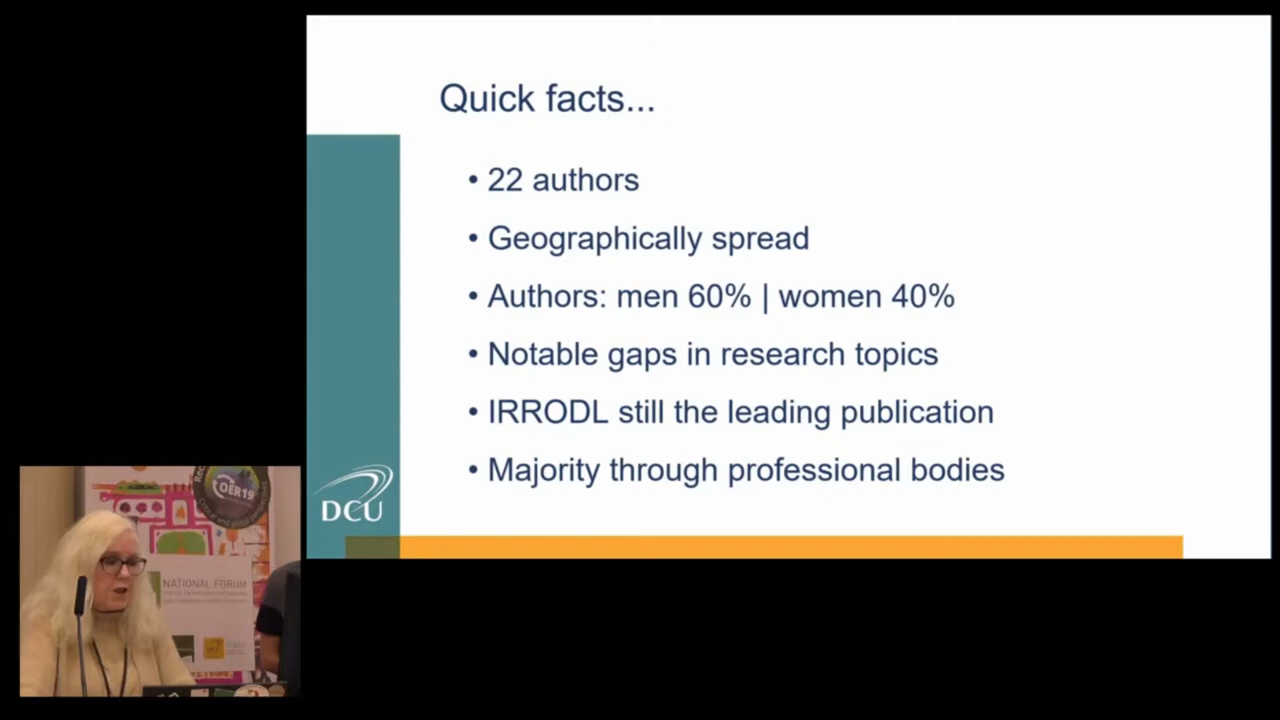 Quick facts...
• 22 authors
• Geographically spread
• Authors: men 60% | women 40%
• Notable gaps in research topics
• IRRODL still the leading publication
• Majority through professional bodies
DCU
OER19
NATIONAL FORUM